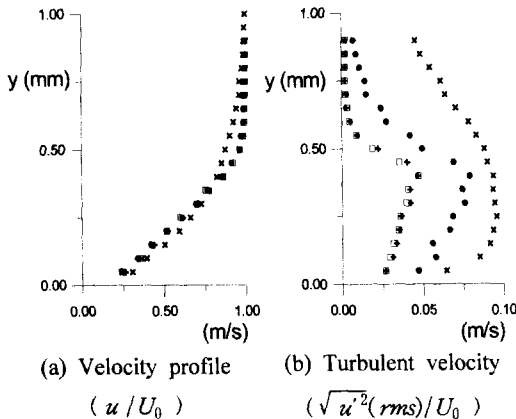 1.00
y (mm)
0.50
0.00
0.00 0.50 1.00
(m/s)
1.00
y (mm)
0.50
0.00
0.00 0.05 0.10
(m/s)
(a) Velocity profile
( u / U₀ )
(b) Turbulent velocity
(√u'² (rms)/ U₀ )